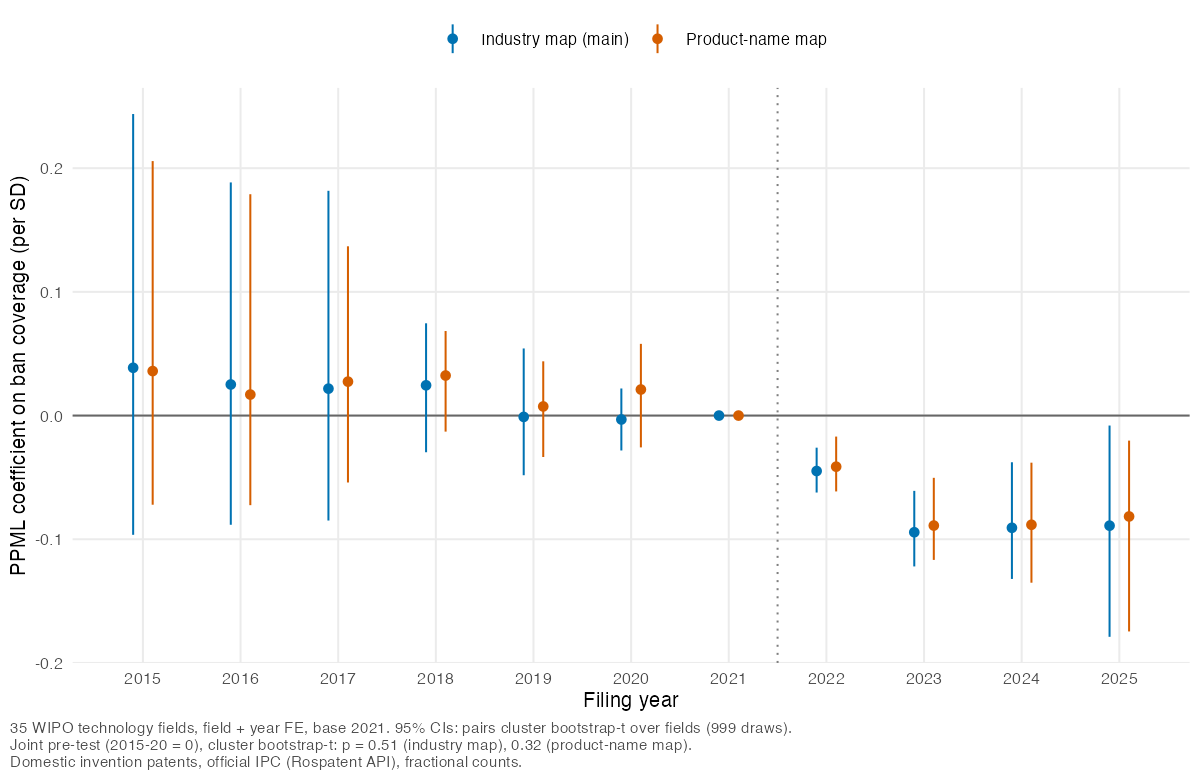 Industry map (main) Product-name map
PPML coefficient on ban coverage (per SD)
0.2
0.1
0.0
-0.1
-0.2
2015 2016 2017 2018 2019 2020 2021 2022 2023 2024 2025
Filing year
35 WIPO technology fields, field + year FE, base 2021. 95% CIs: pairs cluster bootstrap-t over fields (999 draws).
Joint pre-test (2015-20 = 0), cluster bootstrap-t: p = 0.51 (industry map), 0.32 (product-name map).
Domestic invention patents, official IPC (Rospatent API), fractional counts.